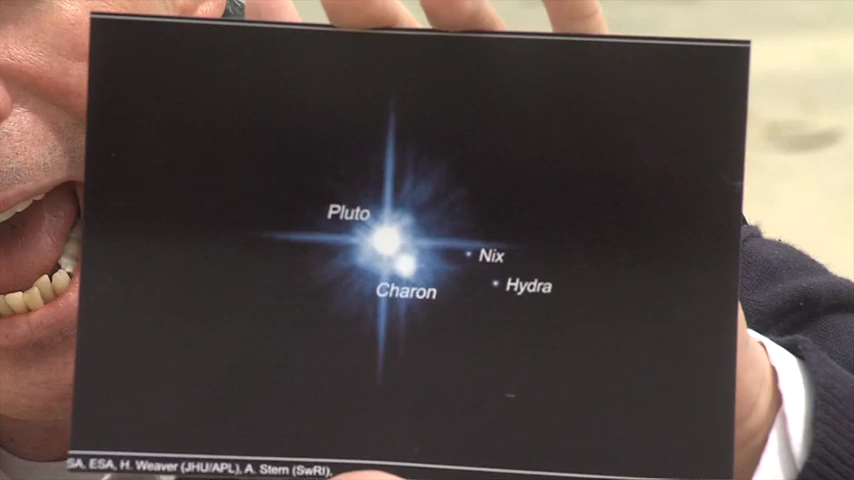 Pluto
Nix
Hydra
Charon
SA, ESA, H. Weaver (JHU/APL), A. Stern (SwRI),